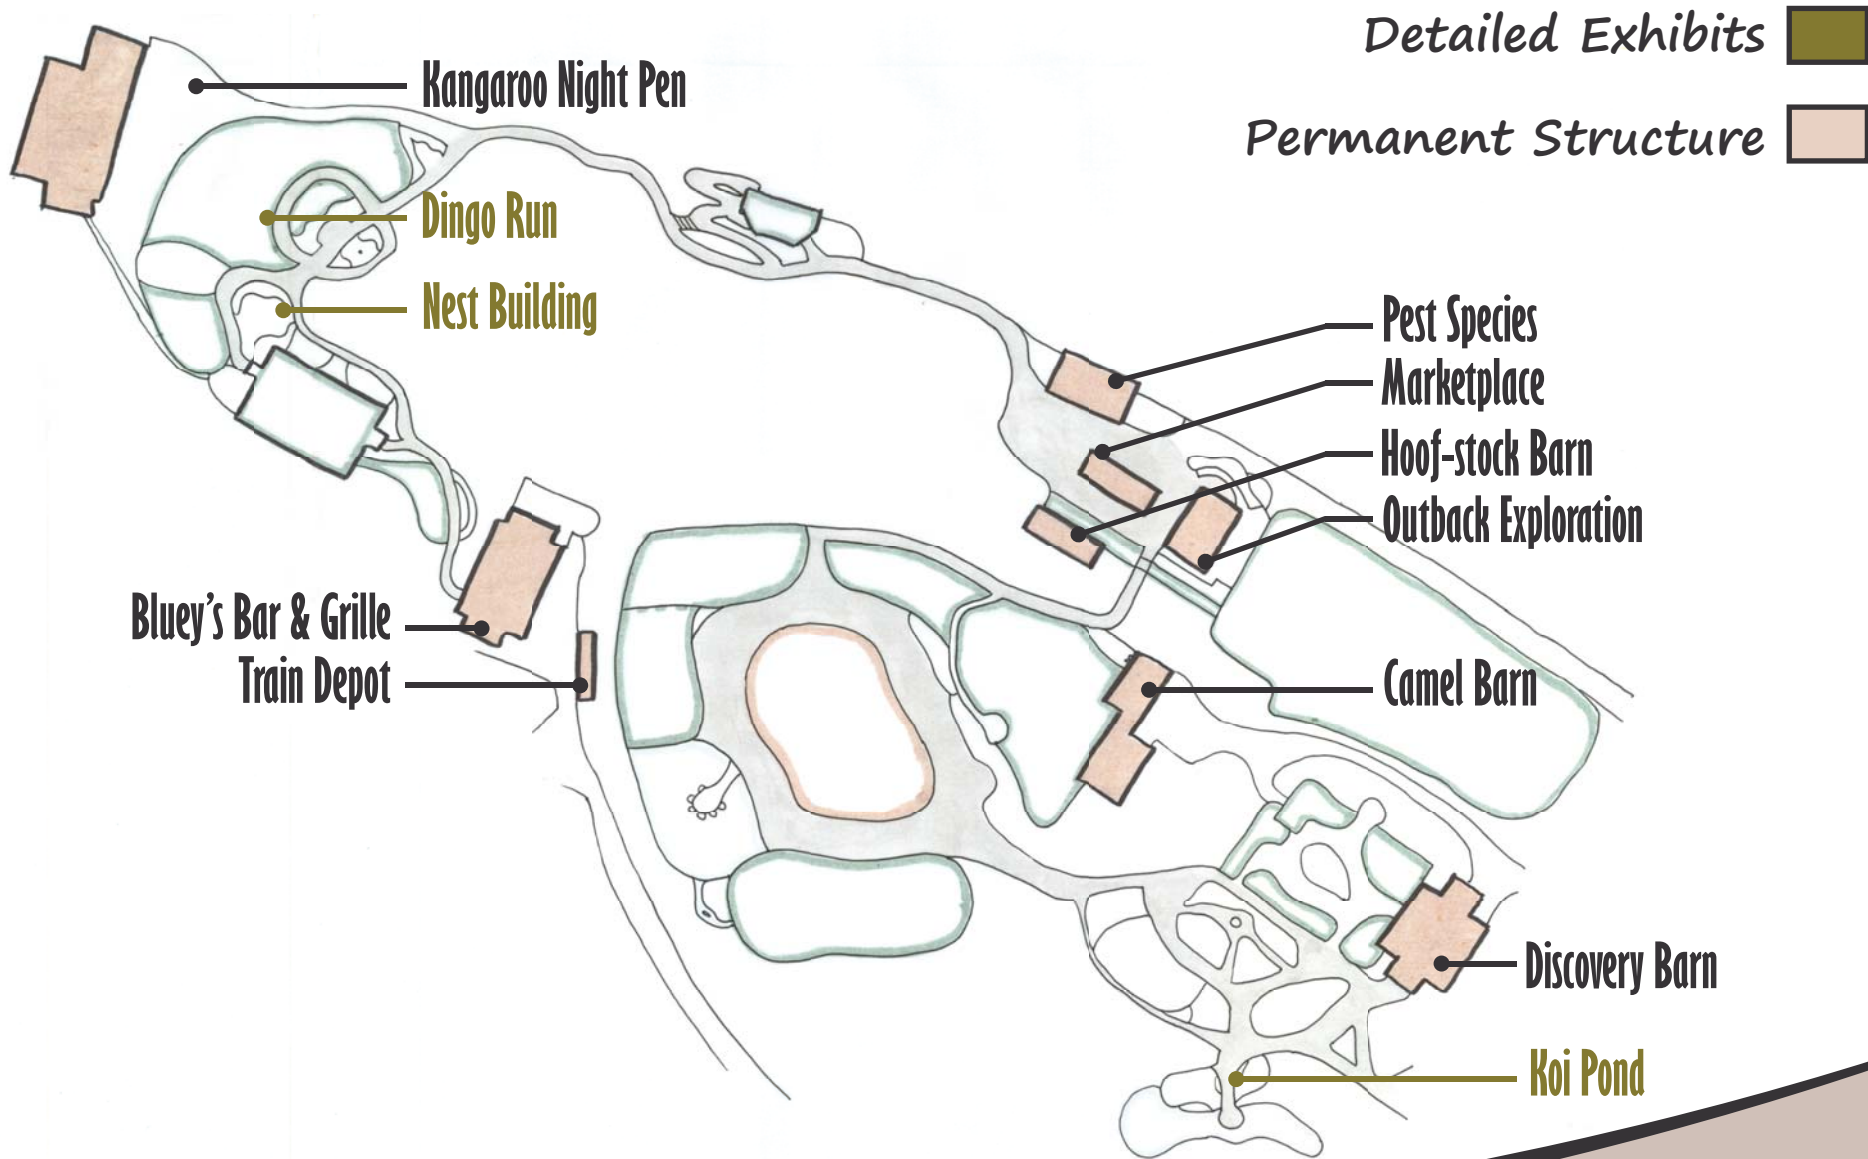 Detailed Exhibits
Permanent Structure
Kangaroo Night Pen
Dingo Run
Nest Building
Pest Species
Marketplace
Hoof-stock Barn
Outback Exploration
Bluey's Bar & Grille
Train Depot
Camel Barn
Discovery Barn
Koi Pond